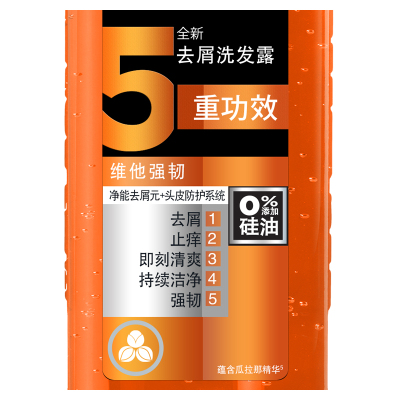 全新
去屑洗发露
5
重功效
维他强韧
净能去屑元+头皮防护系统
0%添加
硅油
去屑 1
止痒 2
即刻清爽 3
持续洁净 4
强韧 5
蕴含瓜拉那精华5